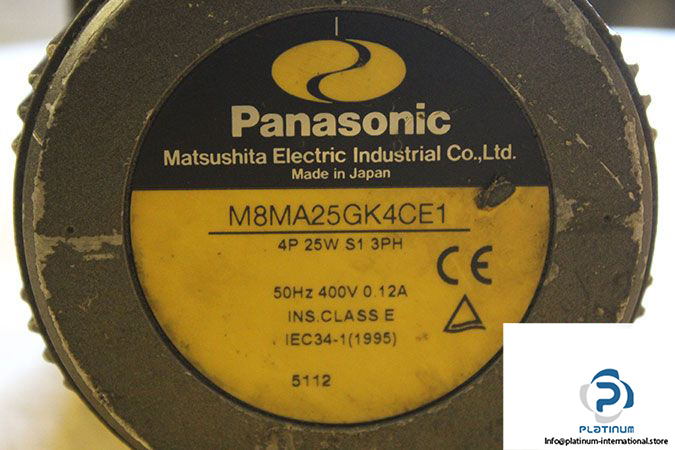 Panasonic
Matsushita Electric Industrial Co.,Ltd.
Made in Japan
M8MA25GK4CE1
4P 25W S1 3PH
CE
50Hz 400V 0.12A
INS.CLASS E
IEC34-1(1995)
5112
PLATINUM
Info@platinum-international.store